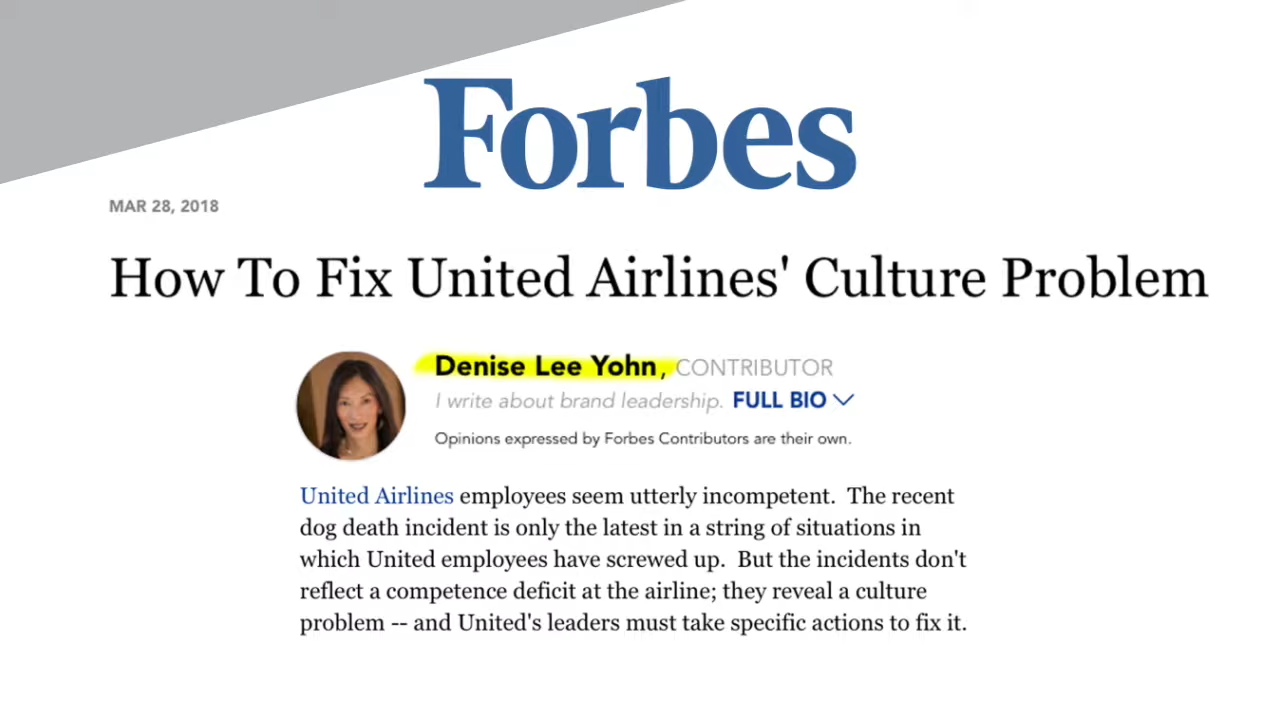 Forbes
MAR 28, 2018
How To Fix United Airlines' Culture Problem
Denise Lee Yohn, CONTRIBUTOR
I write about brand leadership. FULL BIO
Opinions expressed by Forbes Contributors are their own.
United Airlines employees seem utterly incompetent.  The recent
dog death incident is only the latest in a string of situations in
which United employees have screwed up.  But the incidents don't
reflect a competence deficit at the airline; they reveal a culture
problem -- and United's leaders must take specific actions to fix it.